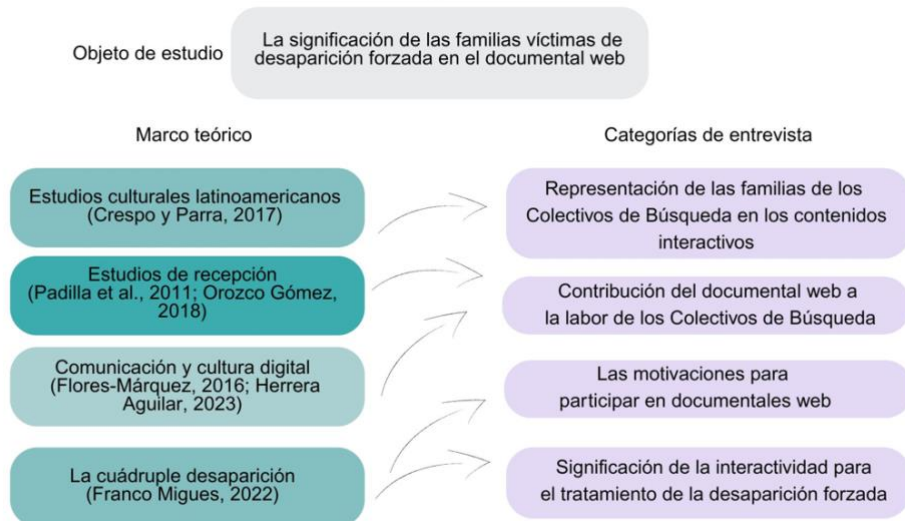 Objeto de estudio
La significación de las familias víctimas de
desaparición forzada en el documental web
Marco teórico
Categorías de entrevista
Estudios culturales latinoamericanos
(Crespo y Parra, 2017)
Representación de las familias de los
Colectivos de Búsqueda en los contenidos
interactivos
Estudios de recepción
(Padilla et al., 2011; Orozco Gómez,
2018)
Contribución del documental web a
la labor de los Colectivos de Búsqueda
Comunicación y cultura digital
(Flores-Márquez, 2016; Herrera
Aguilar, 2023)
Las motivaciones para
participar en documentales web
La cuádruple desaparición
(Franco Migues, 2022)
Significación de la interactividad para
el tratamiento de la desaparición forzada